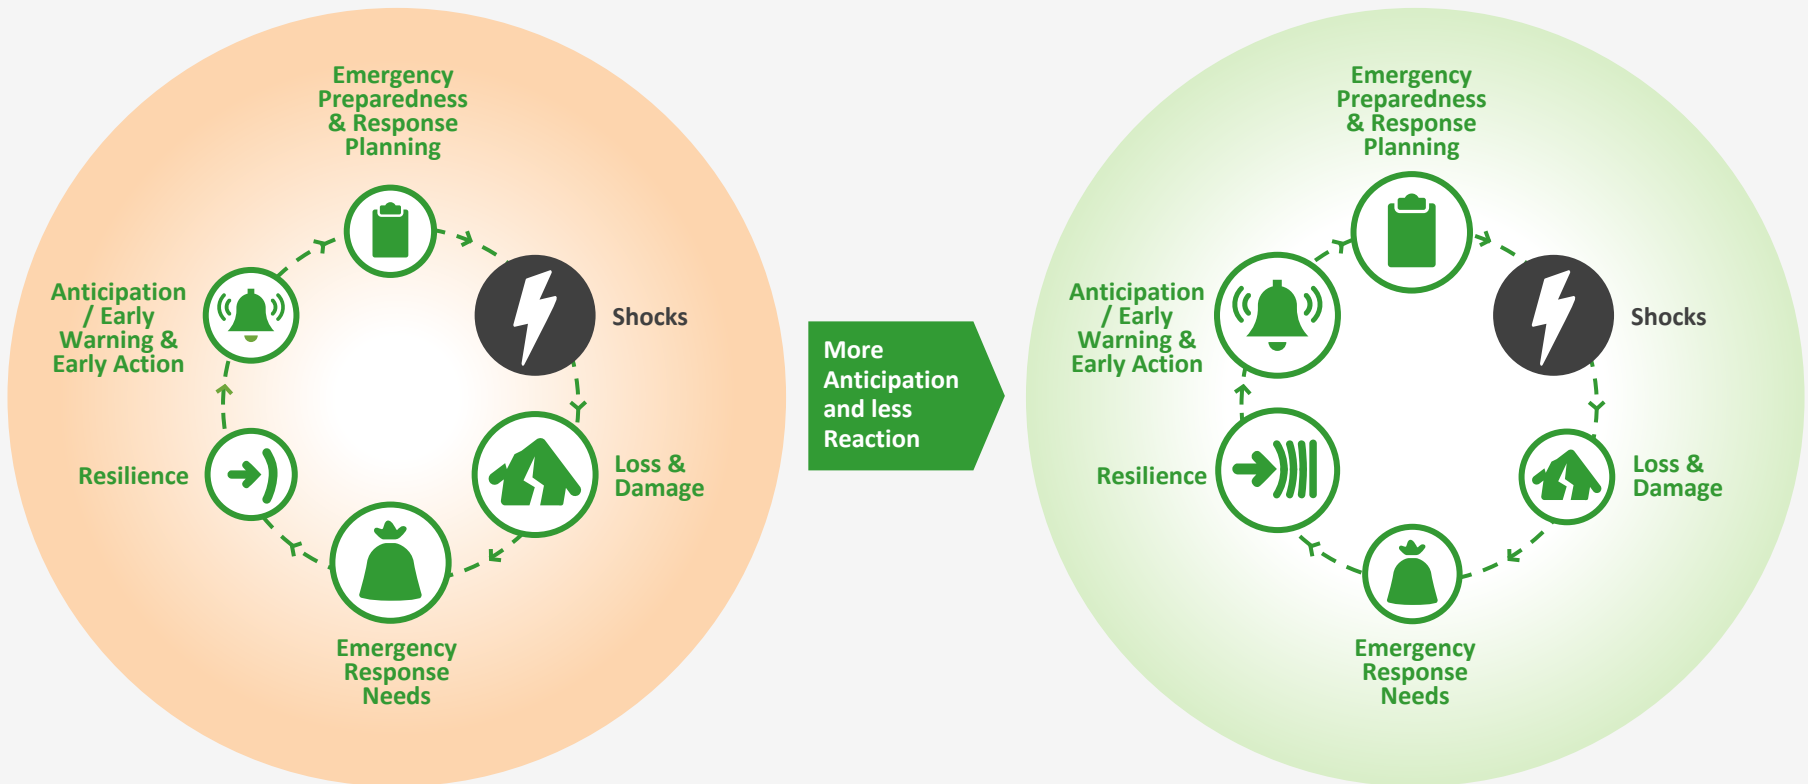 Emergency
Preparedness
& Response
Planning
Shocks
Anticipation
/ Early
Warning &
Early Action
Loss &
Damage
Resilience
Emergency
Response
Needs
More
Anticipation
and less
Reaction
Emergency
Preparedness
& Response
Planning
Shocks
Anticipation
/ Early
Warning &
Early Action
Loss &
Damage
Resilience
Emergency
Response
Needs